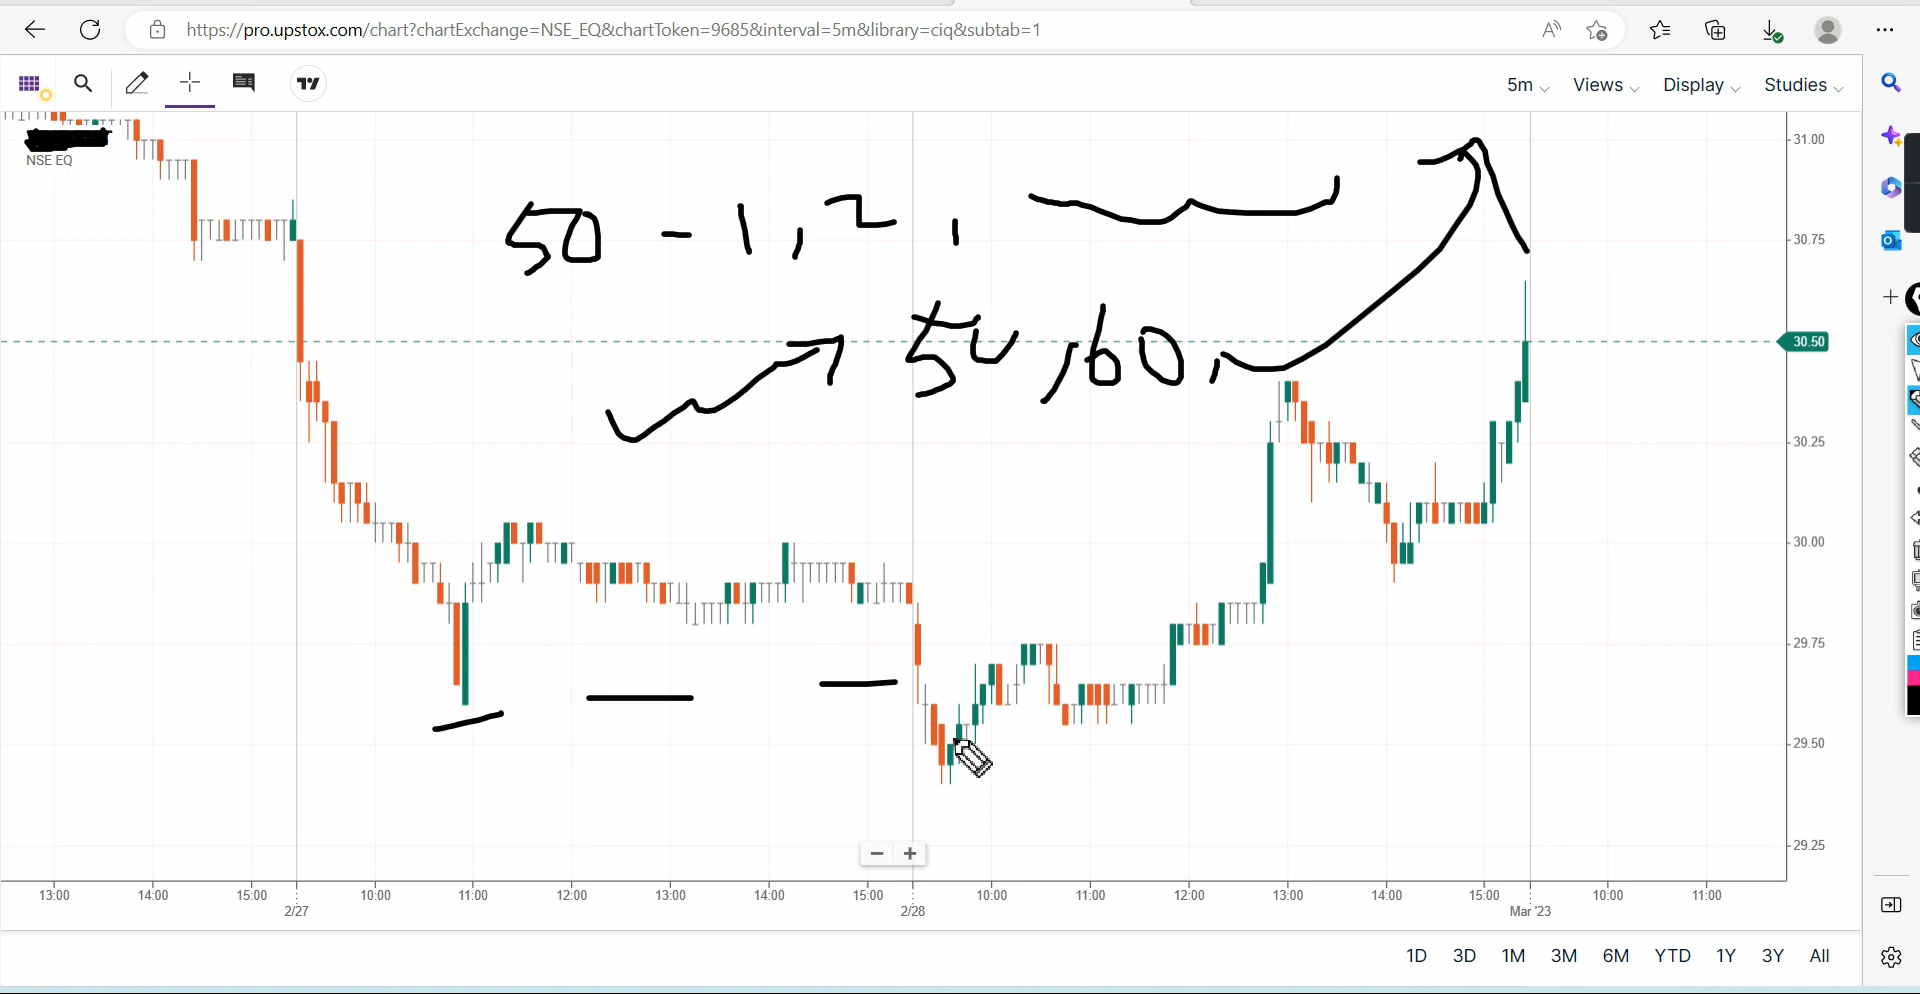 https://pro.upstox.com/chart?chartExchange=NSE_EQ&chartToken=9685&interval=5m&library=ciq&subtab=1
5m Views Display Studies
NSE EQ
50 - 1, 2,
50, 60,
31.00
30.75
30.50
30.25
30.00
29.75
29.50
29.25
13:00 14:00 15:00 10:00 11:00 12:00 13:00 14:00 15:00 10:00 11:00 12:00 13:00 14:00 15:00 10:00 11:00
2/27 2/28 Mar '23
1D 3D 1M 3M 6M YTD 1Y 3Y All